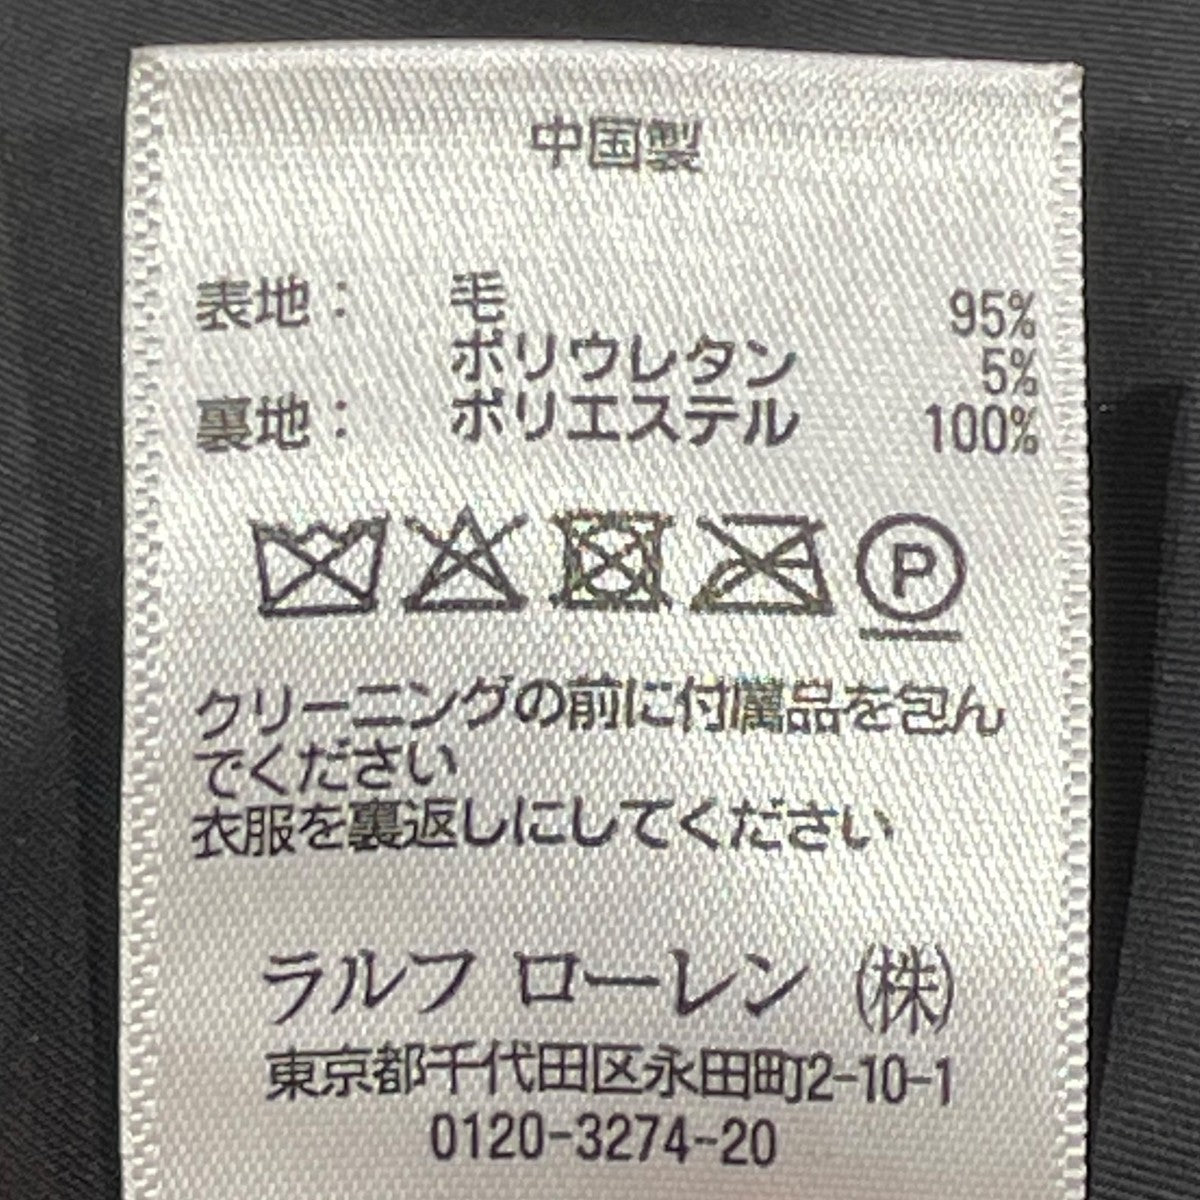 中国製
表地： 毛 95%
ポリウレタン 5%
裏地： ポリエステル 100%
P
クリーニングの前に付属品を包ん
でください
衣服を裏返しにしてください
ラルフ ローレン (株)
東京都千代田区永田町2-10-1
0120-3274-20